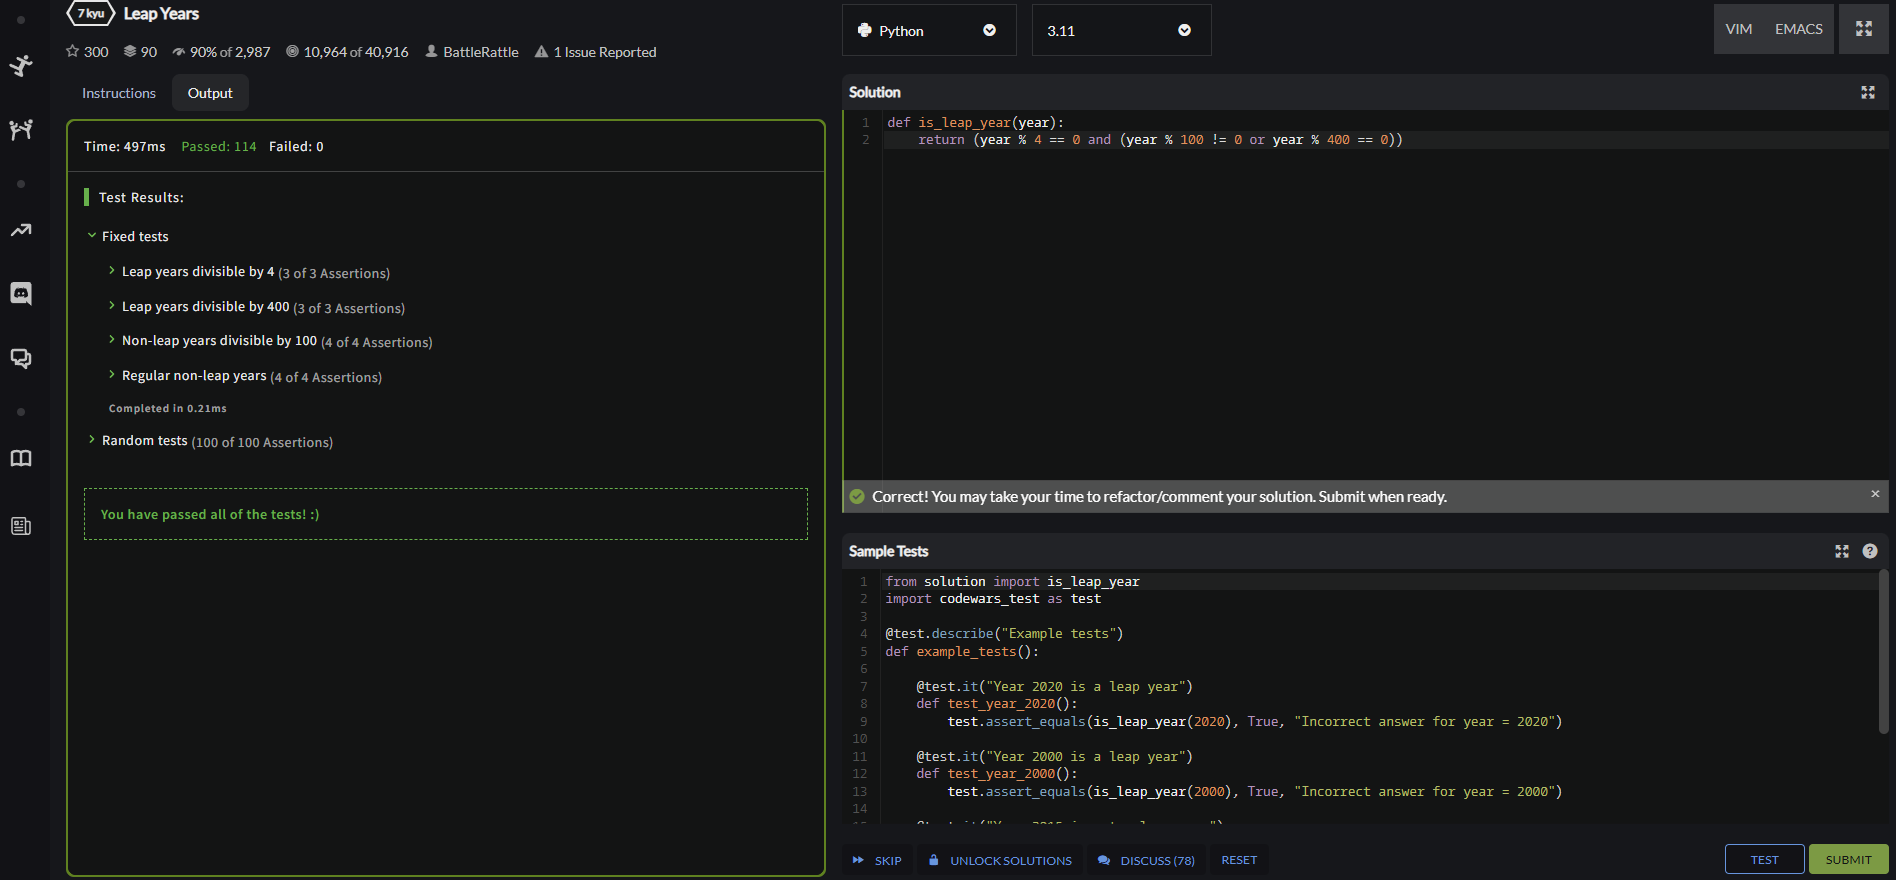 7 kyu Leap Years
300 90 90% of 2,987 10,964 of 40,916 BattleRattle 1 Issue Reported
Instructions Output
Time: 497ms Passed: 114 Failed: 0
Test Results:
Fixed tests
Leap years divisible by 4 (3 of 3 Assertions)
Leap years divisible by 400 (3 of 3 Assertions)
Non-leap years divisible by 100 (4 of 4 Assertions)
Regular non-leap years (4 of 4 Assertions)
Completed in 0.21ms
Random tests (100 of 100 Assertions)
You have passed all of the tests! :)
Python 3.11 VIM EMACS
Solution
1 def is_leap_year(year):
2 return (year % 4 == 0 and (year % 100 != 0 or year % 400 == 0))
Correct! You may take your time to refactor/comment your solution. Submit when ready. ×
Sample Tests ?
1 from solution import is_leap_year
2 import codewars_test as test
3
4 @test.describe("Example tests")
5 def example_tests():
6
7 @test.it("Year 2020 is a leap year")
8 def test_year_2020():
9 test.assert_equals(is_leap_year(2020), True, "Incorrect answer for year = 2020")
10
11 @test.it("Year 2000 is a leap year")
12 def test_year_2000():
13 test.assert_equals(is_leap_year(2000), True, "Incorrect answer for year = 2000")
14
SKIP UNLOCK SOLUTIONS DISCUSS (78) RESET TEST SUBMIT